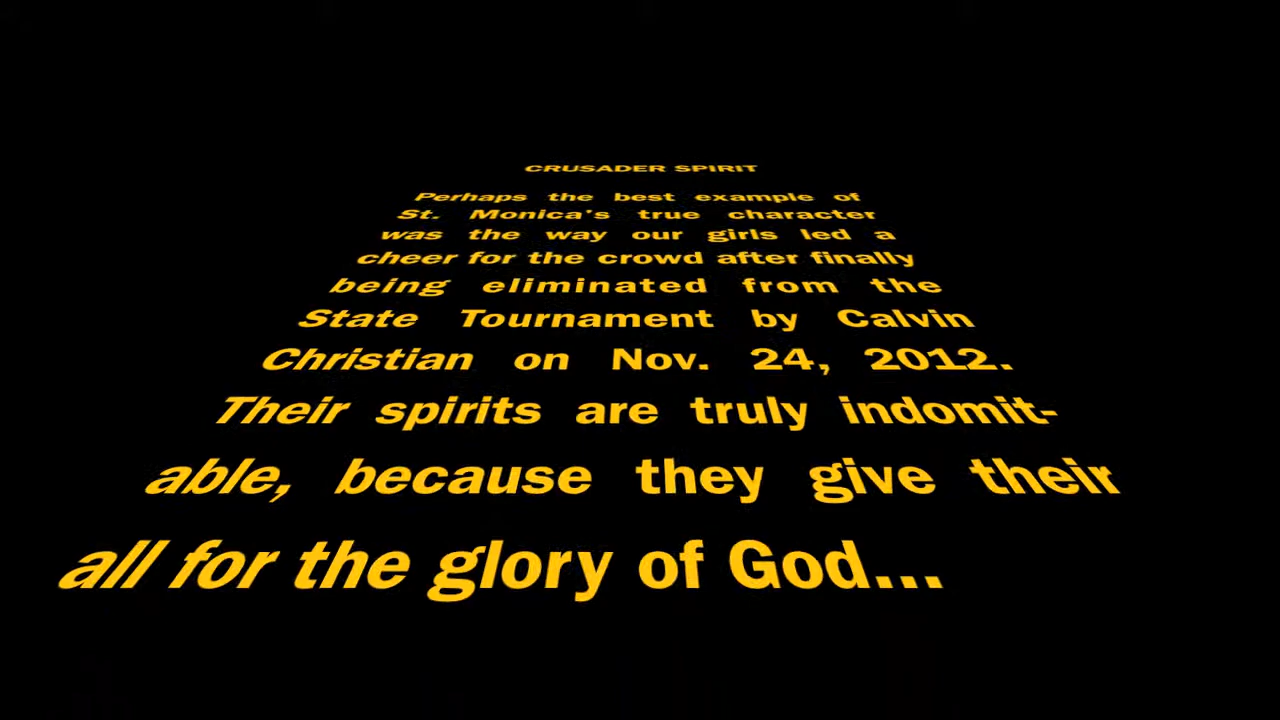 CRUSADER SPIRIT
Perhaps the best example of
St. Monica's true character
was the way our girls led a
cheer for the crowd after finally
being eliminated from the
State Tournament by Calvin
Christian on Nov. 24, 2012.
Their spirits are truly indomit-
able, because they give their
all for the glory of God...